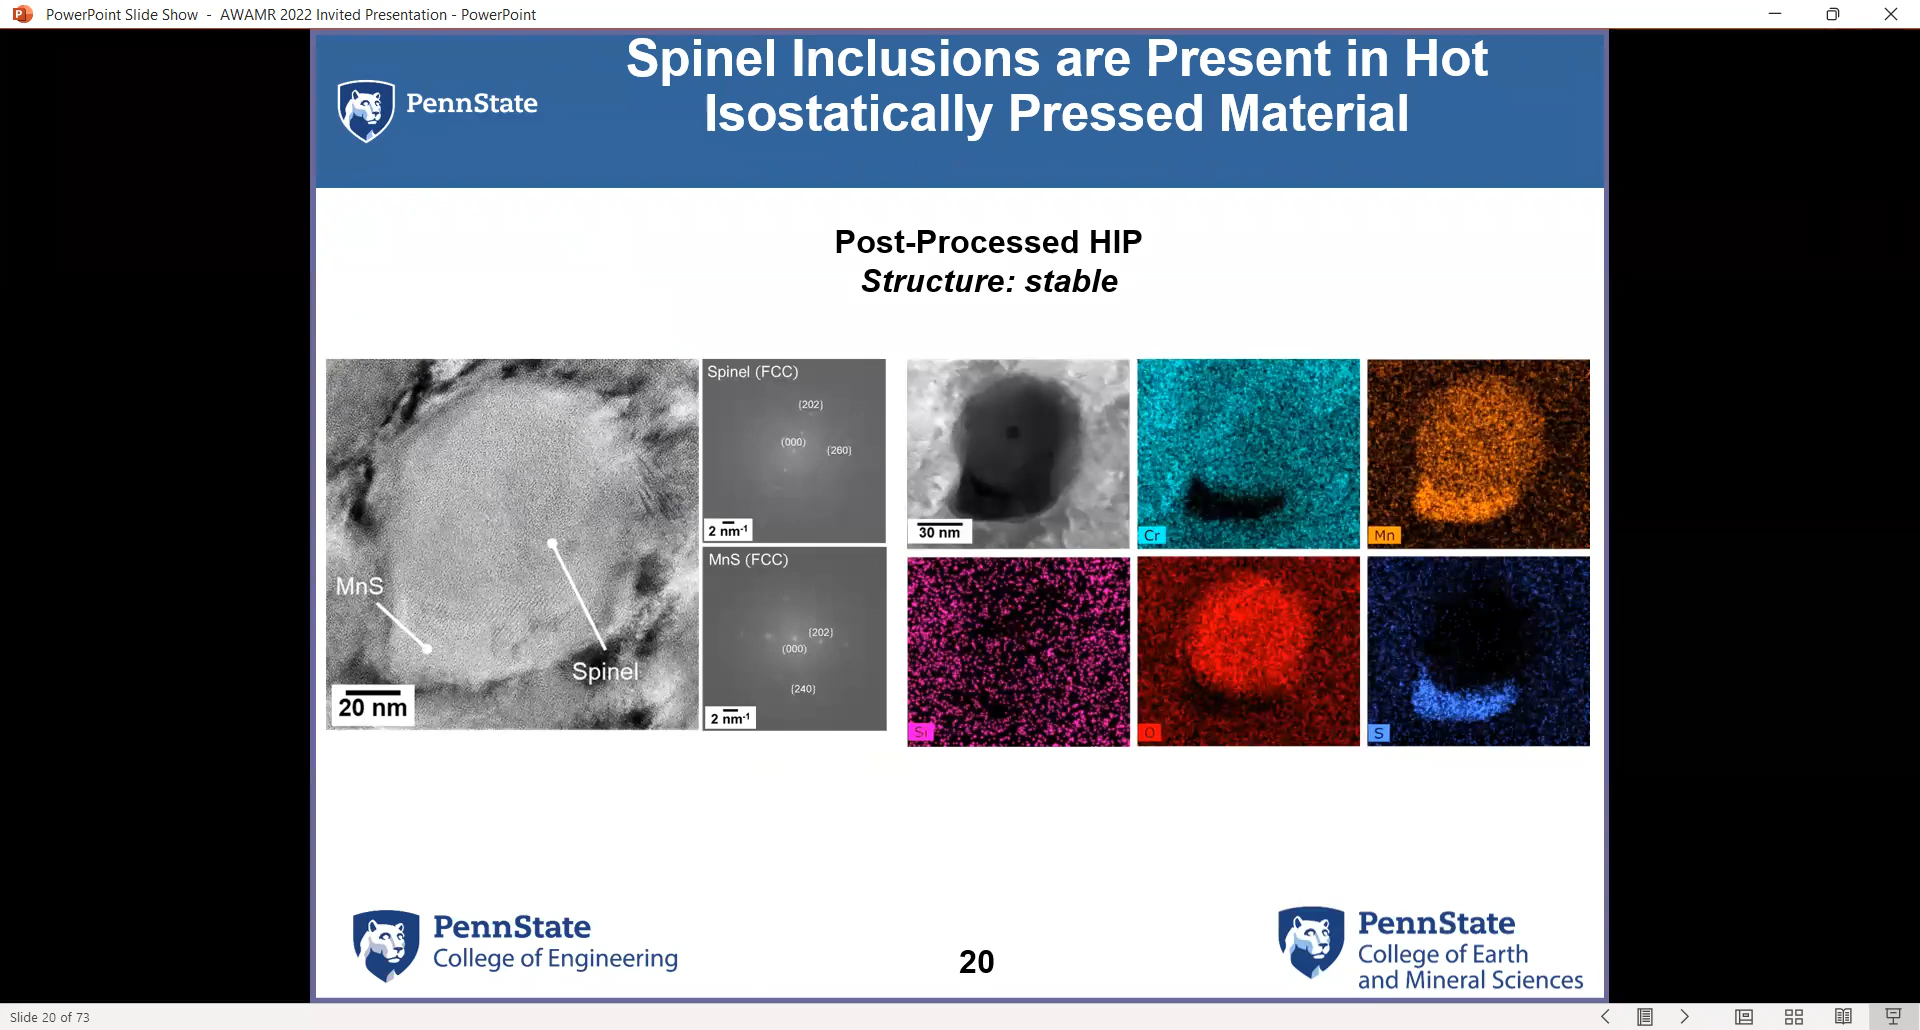 PowerPoint Slide Show - AWAMR 2022 Invited Presentation - PowerPoint
Spinel Inclusions are Present in Hot
Isostatically Pressed Material
PennState
Post-Processed HIP
Structure: stable
MnS
Spinel
20 nm
Spinel (FCC)
(202)
(000)
(260)
2 nm-1
MnS (FCC)
(202)
(000)
(240)
2 nm-1
30 nm
Cr
Mn
Si
O
S
PennState
College of Engineering
20
PennState
College of Earth
and Mineral Sciences
Slide 20 of 73